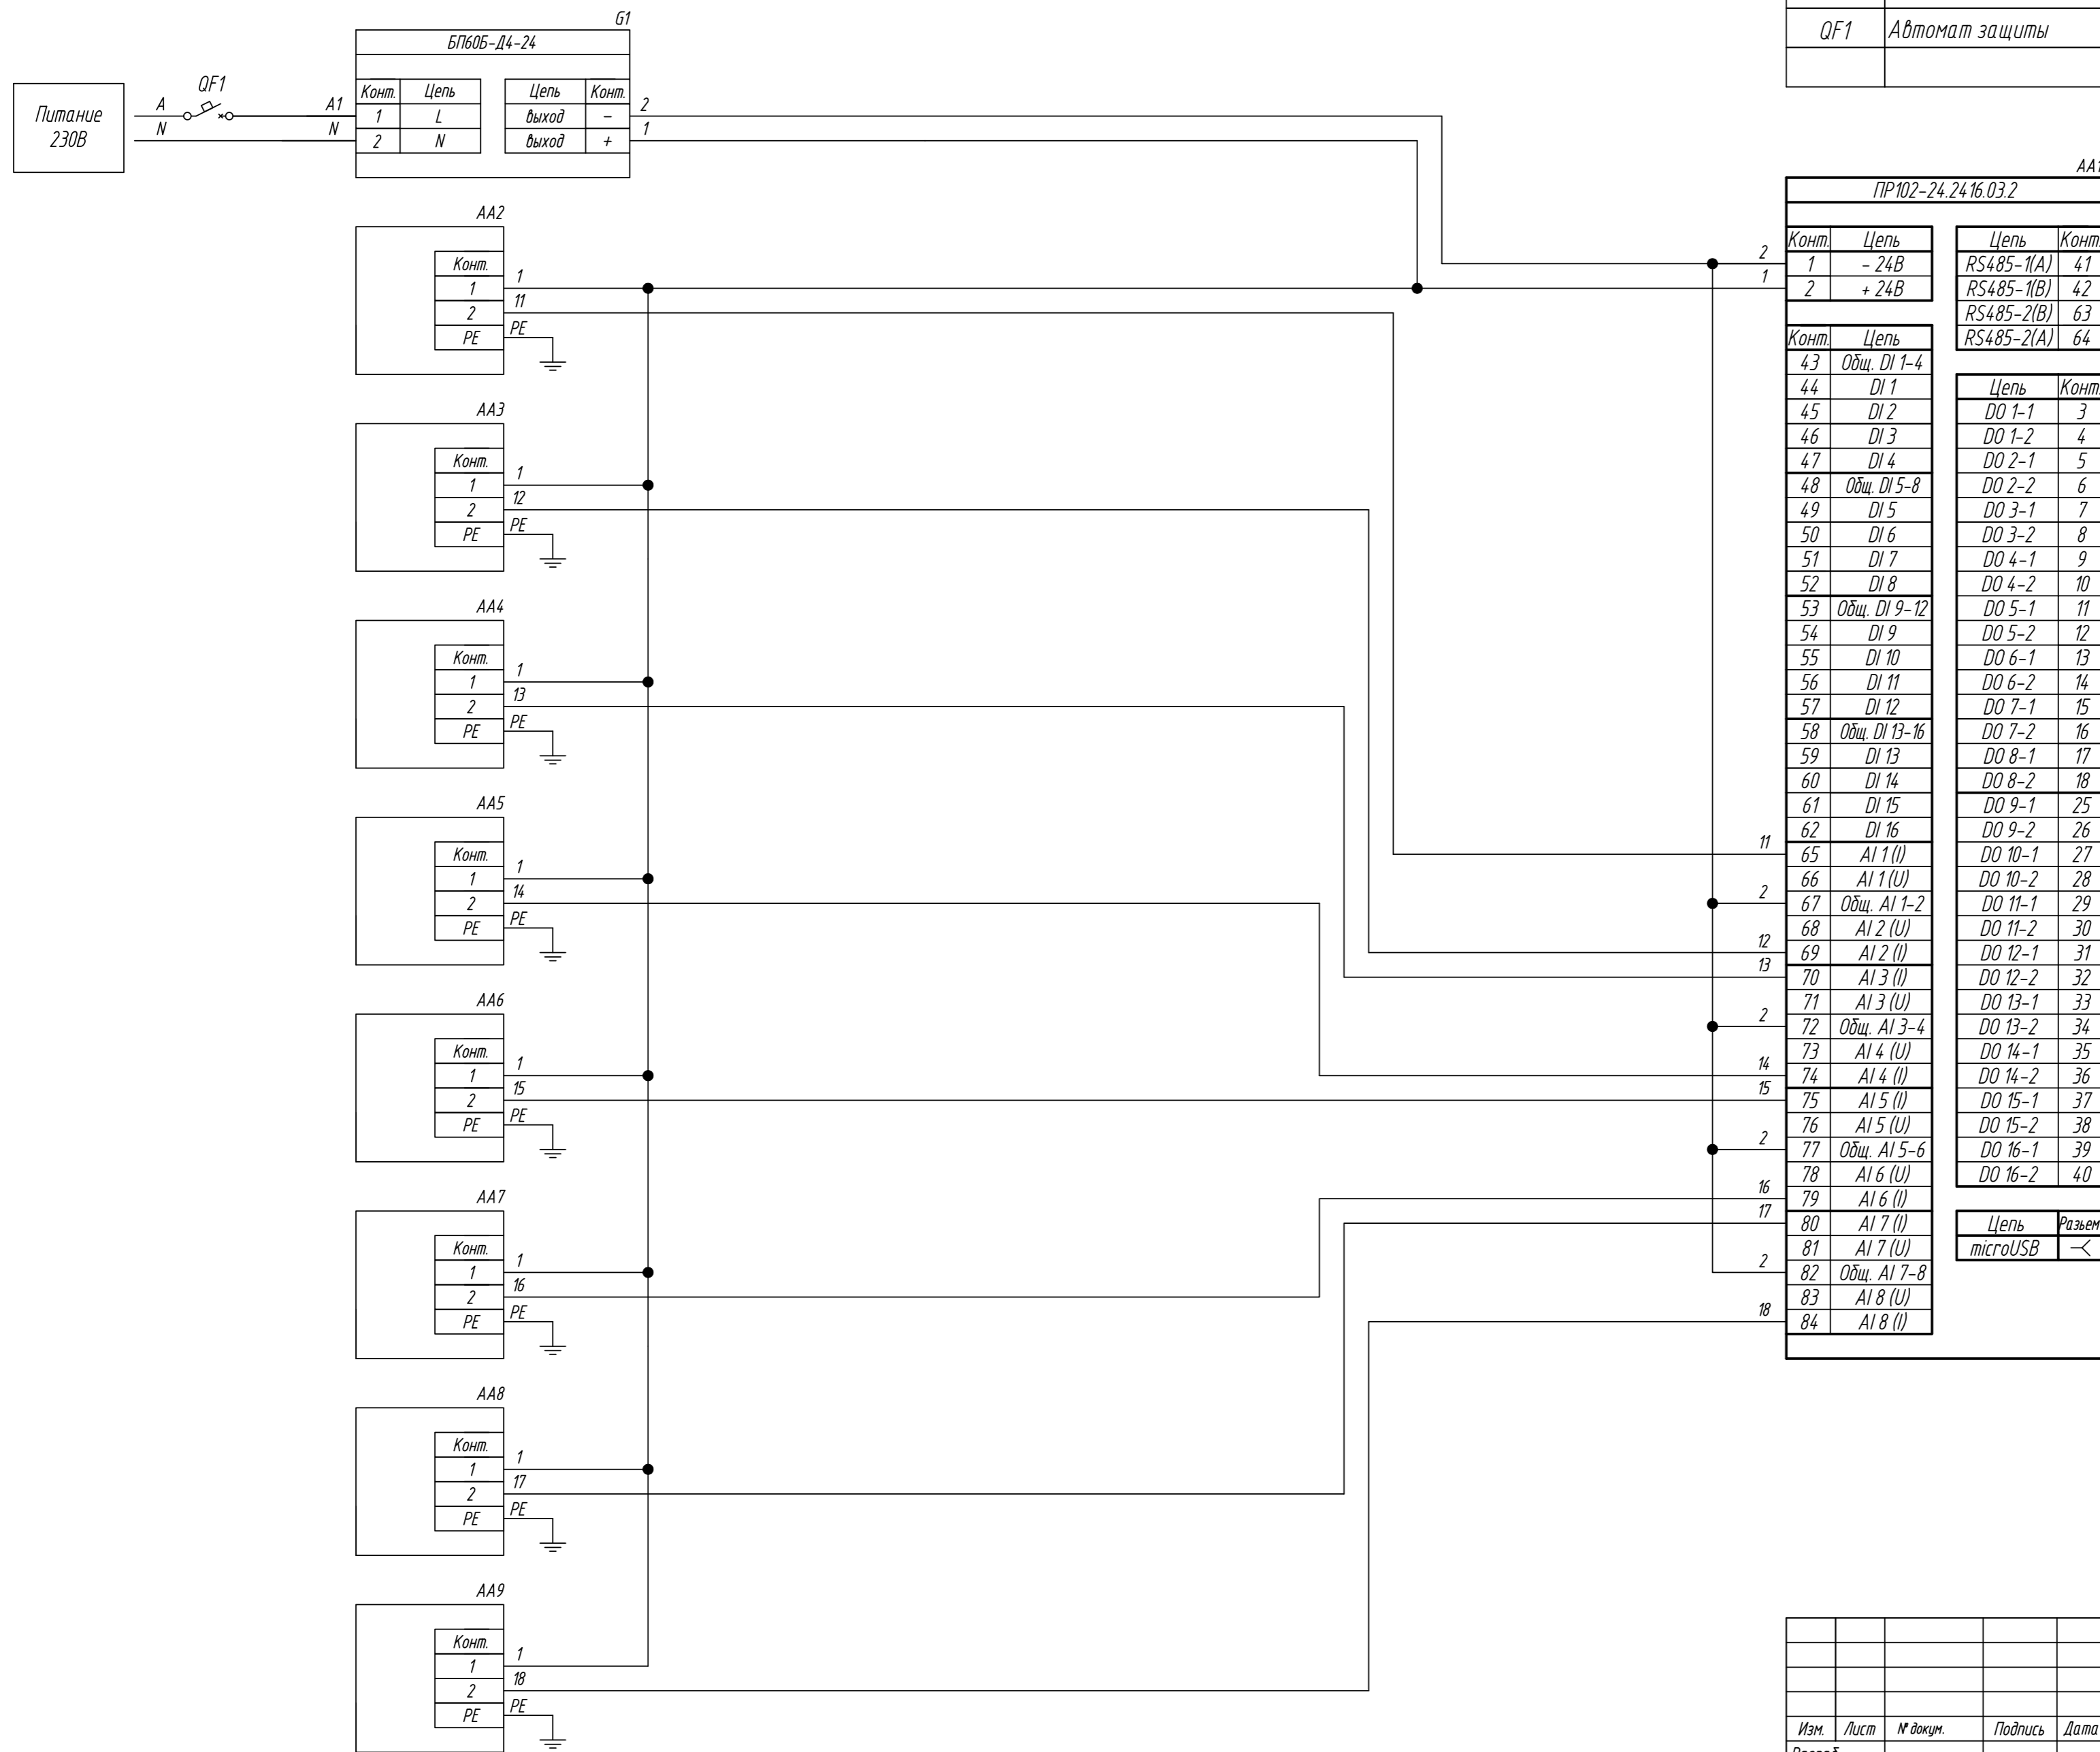 QF1 Автомат защиты
G1
БП60Б-Д4-24
Питание
230В
QF1
A
N
A1
N
Конт. Цепь
1 L
2 N
Цепь Конт.
выход -
выход +
2
1
AA2
Конт.
1
2
PE
1
11
PE
AA3
Конт.
1
2
PE
1
12
PE
AA4
Конт.
1
2
PE
1
13
PE
AA5
Конт.
1
2
PE
1
14
PE
AA6
Конт.
1
2
PE
1
15
PE
AA7
Конт.
1
2
PE
1
16
PE
AA8
Конт.
1
2
PE
1
17
PE
AA9
Конт.
1
2
PE
1
18
PE
AA1
ПР102-24.2416.03.2
2
1
11
2
12
13
2
14
15
2
16
17
2
18
Конт. Цепь
1 - 24В
2 + 24В
Конт. Цепь
43 Общ. DI 1-4
44 DI 1
45 DI 2
46 DI 3
47 DI 4
48 Общ. DI 5-8
49 DI 5
50 DI 6
51 DI 7
52 DI 8
53 Общ. DI 9-12
54 DI 9
55 DI 10
56 DI 11
57 DI 12
58 Общ. DI 13-16
59 DI 13
60 DI 14
61 DI 15
62 DI 16
65 AI 1 (I)
66 AI 1 (U)
67 Общ. AI 1-2
68 AI 2 (U)
69 AI 2 (I)
70 AI 3 (I)
71 AI 3 (U)
72 Общ. AI 3-4
73 AI 4 (U)
74 AI 4 (I)
75 AI 5 (I)
76 AI 5 (U)
77 Общ. AI 5-6
78 AI 6 (U)
79 AI 6 (I)
80 AI 7 (I)
81 AI 7 (U)
82 Общ. AI 7-8
83 AI 8 (U)
84 AI 8 (I)
Цепь Конт.
RS485-1(A) 41
RS485-1(B) 42
RS485-2(B) 63
RS485-2(A) 64
Цепь Конт.
DO 1-1 3
DO 1-2 4
DO 2-1 5
DO 2-2 6
DO 3-1 7
DO 3-2 8
DO 4-1 9
DO 4-2 10
DO 5-1 11
DO 5-2 12
DO 6-1 13
DO 6-2 14
DO 7-1 15
DO 7-2 16
DO 8-1 17
DO 8-2 18
DO 9-1 25
DO 9-2 26
DO 10-1 27
DO 10-2 28
DO 11-1 29
DO 11-2 30
DO 12-1 31
DO 12-2 32
DO 13-1 33
DO 13-2 34
DO 14-1 35
DO 14-2 36
DO 15-1 37
DO 15-2 38
DO 16-1 39
DO 16-2 40
Цепь Разьем
microUSB
Изм. Лист № докум. Подпись Дата